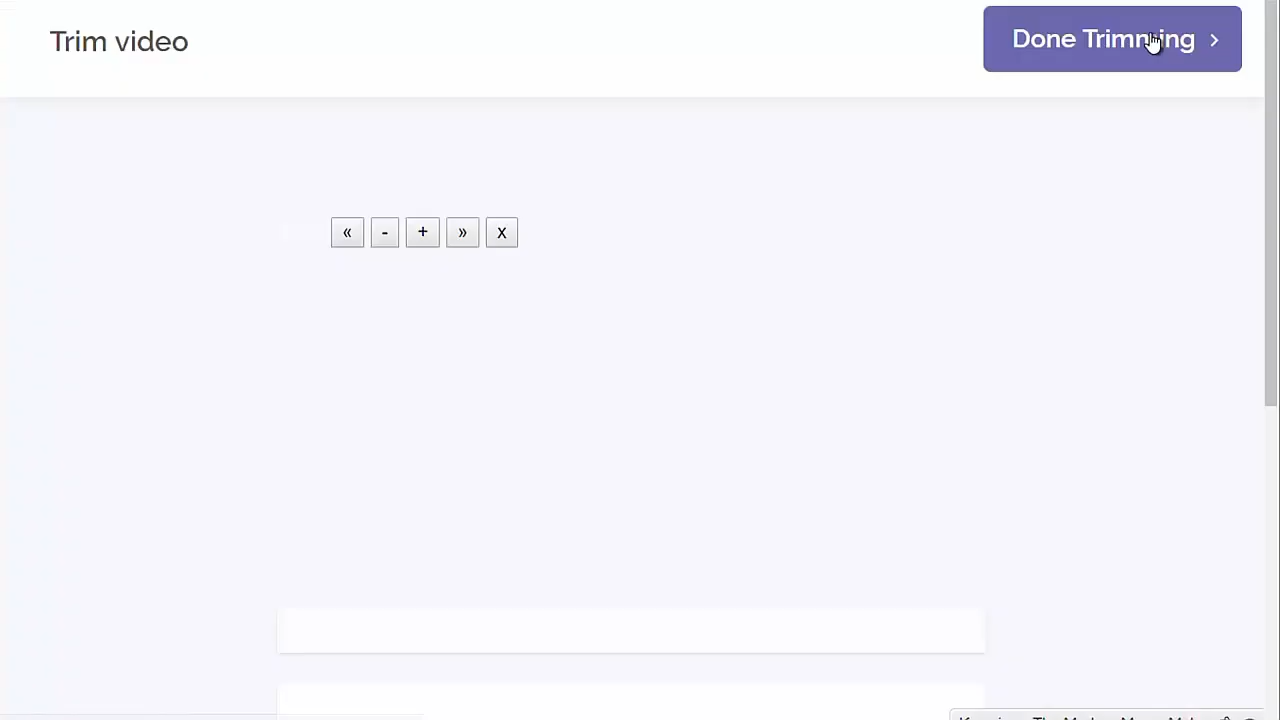 Trim video
Done Trimming >
« - + » x